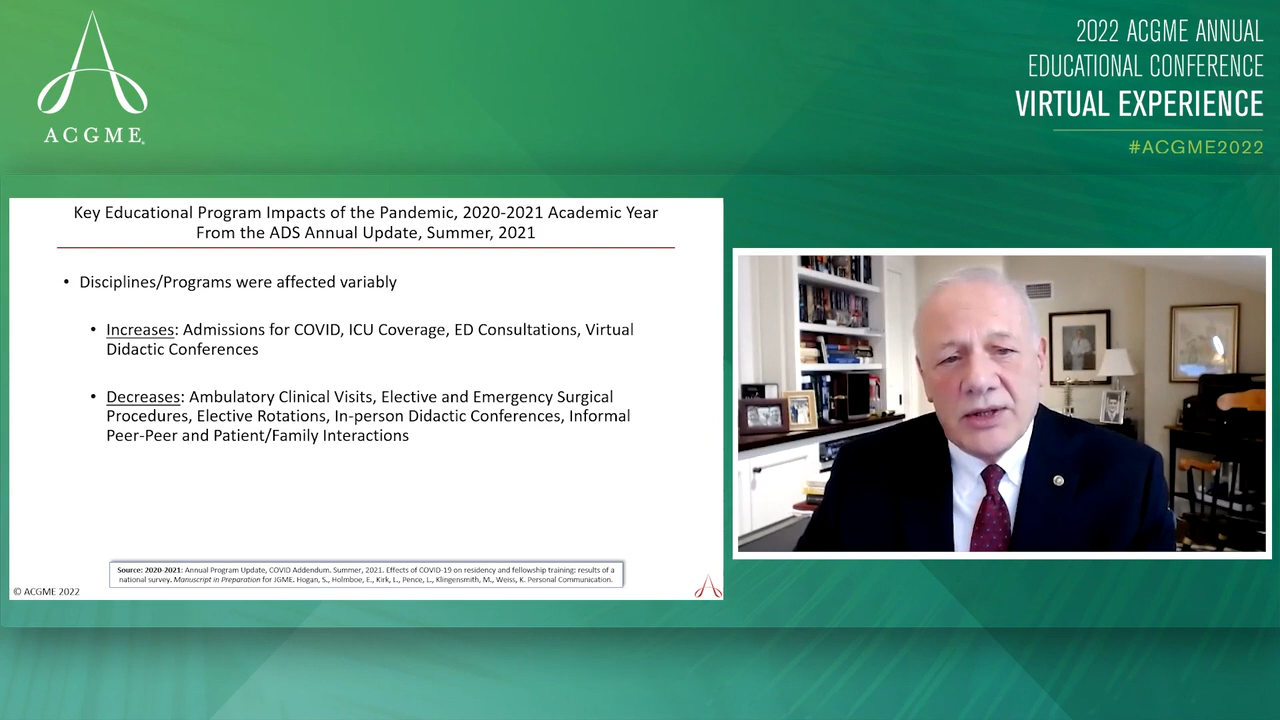 ACGME
2022 ACGME ANNUAL
EDUCATIONAL CONFERENCE
VIRTUAL EXPERIENCE
#ACGME2022
Key Educational Program Impacts of the Pandemic, 2020-2021 Academic Year
From the ADS Annual Update, Summer, 2021
• Disciplines/Programs were affected variably
• Increases: Admissions for COVID, ICU Coverage, ED Consultations, Virtual
Didactic Conferences
• Decreases: Ambulatory Clinical Visits, Elective and Emergency Surgical
Procedures, Elective Rotations, In-person Didactic Conferences, Informal
Peer-Peer and Patient/Family Interactions
Source: 2020-2021: Annual Program Update, COVID Addendum. Summer, 2021. Effects of COVID-19 on residency and fellowship training: results of a
national survey. Manuscript in Preparation for JGME. Hogan, S., Holmboe, E., Kirk, L., Pence, L., Klingensmith, M., Weiss, K. Personal Communication.
© ACGME 2022